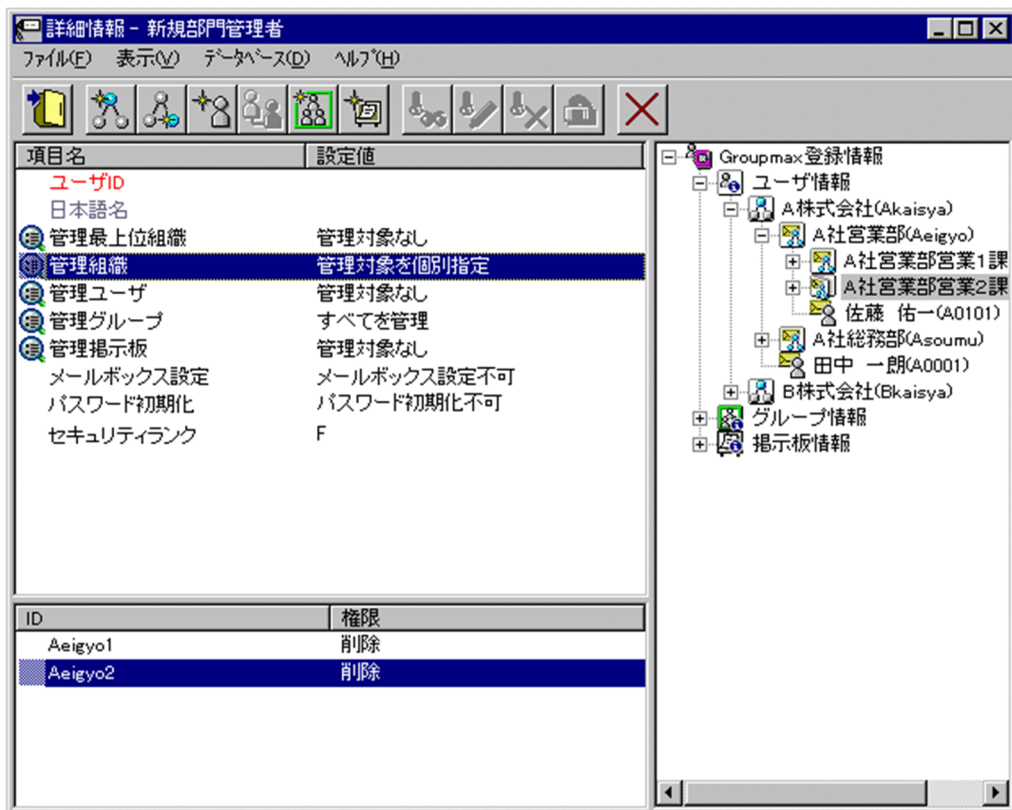 詳細情報 - 新規部門管理者
ファイル(F) 表示(V) データベース(D) ヘルプ(H)
項目名 設定値
ユーザID
日本語名
管理最上位組織 管理対象なし
管理組織 管理対象を個別指定
管理ユーザ 管理対象なし
管理グループ すべてを管理
管理掲示板 管理対象なし
メールボックス設定 メールボックス設定不可
パスワード初期化 パスワード初期化不可
セキュリティランク F
ID 権限
Aeigyo1 削除
Aeigyo2 削除
Groupmax登録情報
ユーザ情報
A株式会社(Akaisya)
A社営業部(Aeigyo)
A社営業部営業1課
A社営業部営業2課
佐藤 佑一(A0101)
A社総務部(Asoumu)
田中 一朗(A0001)
B株式会社(Bkaisya)
グループ情報
掲示板情報